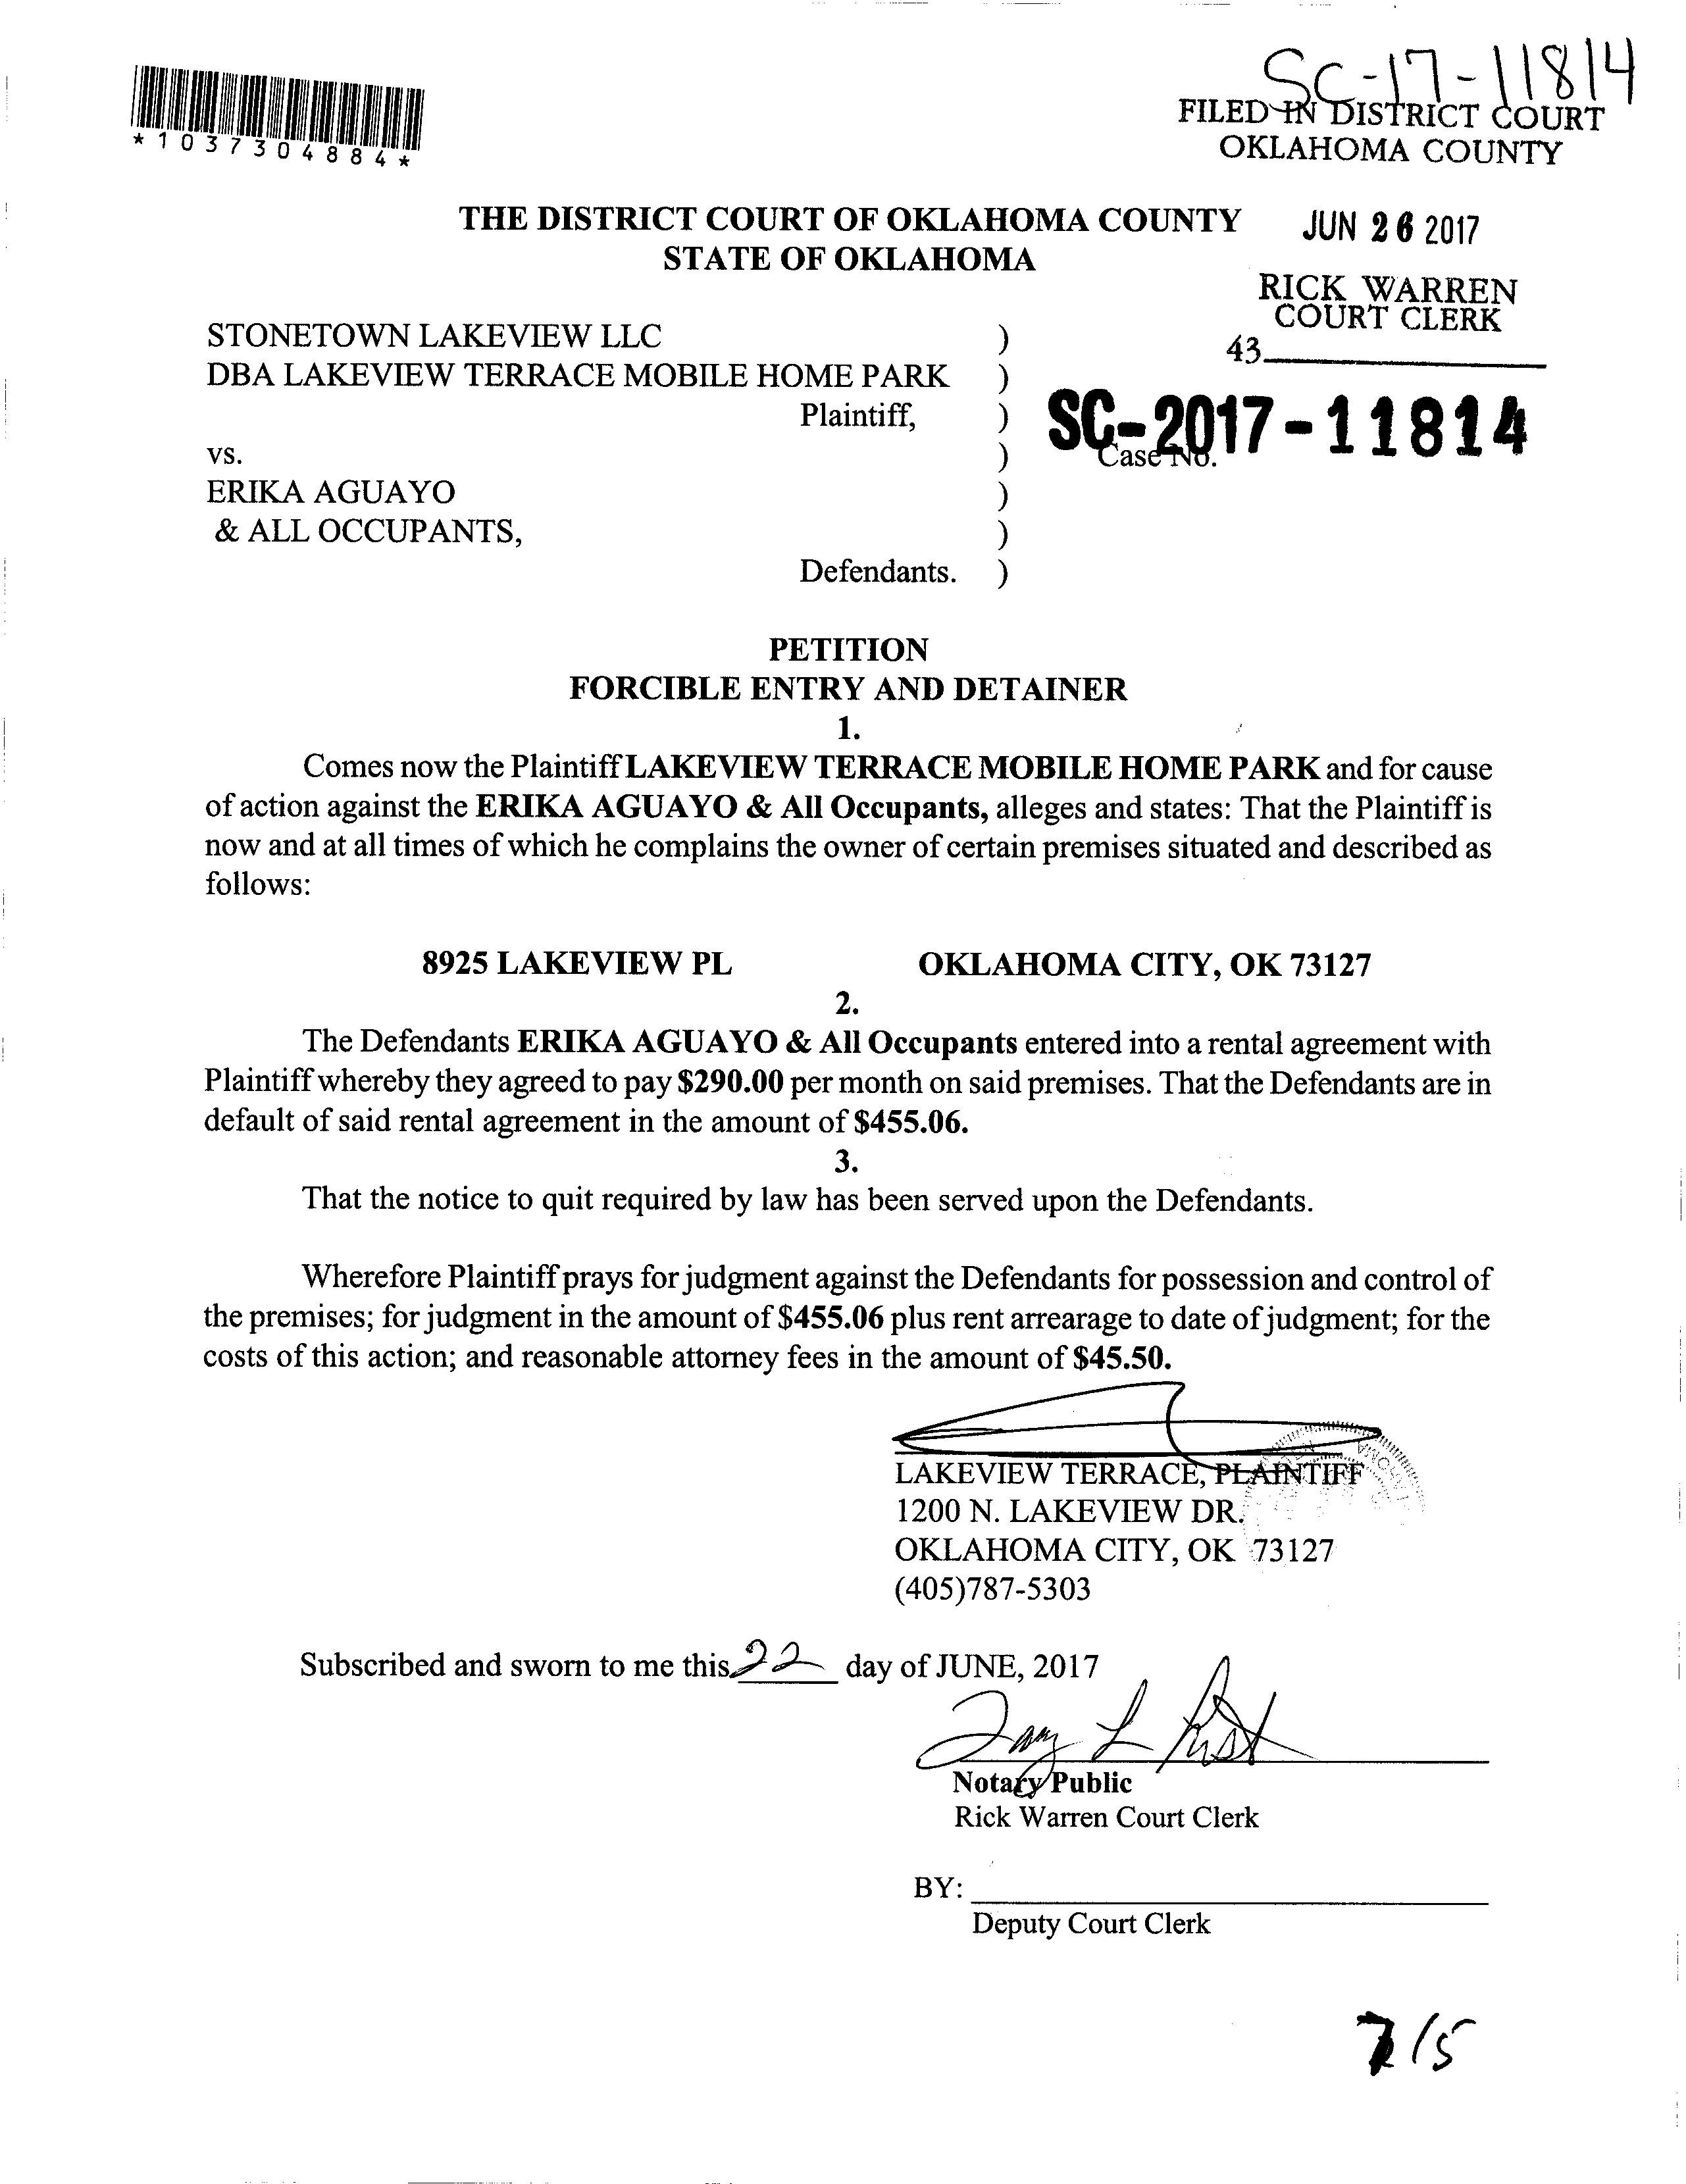 SC-17-11814
*1037304884*
FILED IN DISTRICT COURT
OKLAHOMA COUNTY
THE DISTRICT COURT OF OKLAHOMA COUNTY
JUN 26 2017
STATE OF OKLAHOMA
RICK WARREN
COURT CLERK
43
STONETOWN LAKEVIEW LLC )
DBA LAKEVIEW TERRACE MOBILE HOME PARK )
Plaintiff, )
SC-2017-11814
vs. ) Case No.
ERIKA AGUAYO )
& ALL OCCUPANTS, )
Defendants. )
PETITION
FORCIBLE ENTRY AND DETAINER
1.
Comes now the Plaintiff LAKEVIEW TERRACE MOBILE HOME PARK and for cause
of action against the ERIKA AGUAYO & All Occupants, alleges and states: That the Plaintiff is
now and at all times of which he complains the owner of certain premises situated and described as
follows:
8925 LAKEVIEW PL OKLAHOMA CITY, OK 73127
2.
The Defendants ERIKA AGUAYO & All Occupants entered into a rental agreement with
Plaintiff whereby they agreed to pay $290.00 per month on said premises. That the Defendants are in
default of said rental agreement in the amount of $455.06.
3.
That the notice to quit required by law has been served upon the Defendants.
Wherefore Plaintiff prays for judgment against the Defendants for possession and control of
the premises; for judgment in the amount of $455.06 plus rent arrearage to date of judgment; for the
costs of this action; and reasonable attorney fees in the amount of $45.50.
LAKEVIEW TERRACE, PLAINTIFF
1200 N. LAKEVIEW DR.
OKLAHOMA CITY, OK 73127
(405)787-5303
Subscribed and sworn to me this 22 day of JUNE, 2017
Notary Public
Rick Warren Court Clerk
BY:
Deputy Court Clerk
7/5